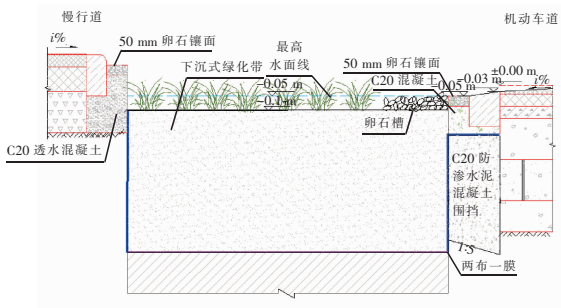 慢行道
机动车道
i%
50 mm 卵石镶面
下沉式绿化带
最高
水面线
50 mm 卵石镶面
C20 混凝土
-0.05 m
-0.03 m
±0.00 m
i%
-0.05 m
-0.1 m
卵石槽
C20 透水混凝土
C20 防
渗水泥
混凝土
围挡
1:S
两布一膜